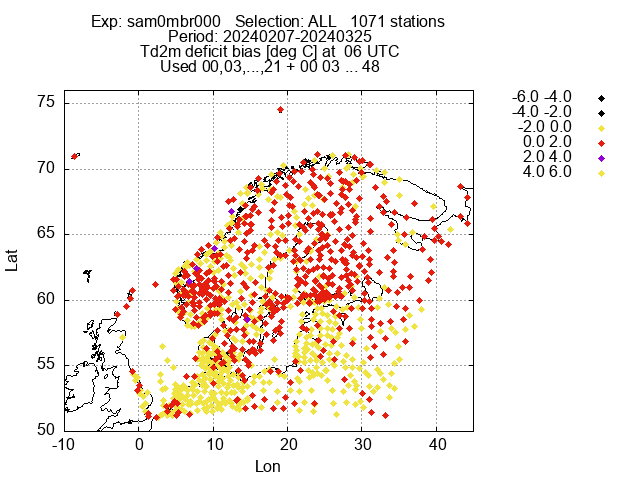 Exp: sam0mbr000   Selection: ALL   1071 stations
Period: 20240207-20240325
Td2m deficit bias [deg C] at  06 UTC
Used 00,03,...,21 + 00 03 ... 48
-6.0 -4.0
-4.0 -2.0
-2.0 0.0
0.0 2.0
2.0 4.0
4.0 6.0
75
70
65
60
55
50
Lat
-10 0 10 20 30 40
Lon